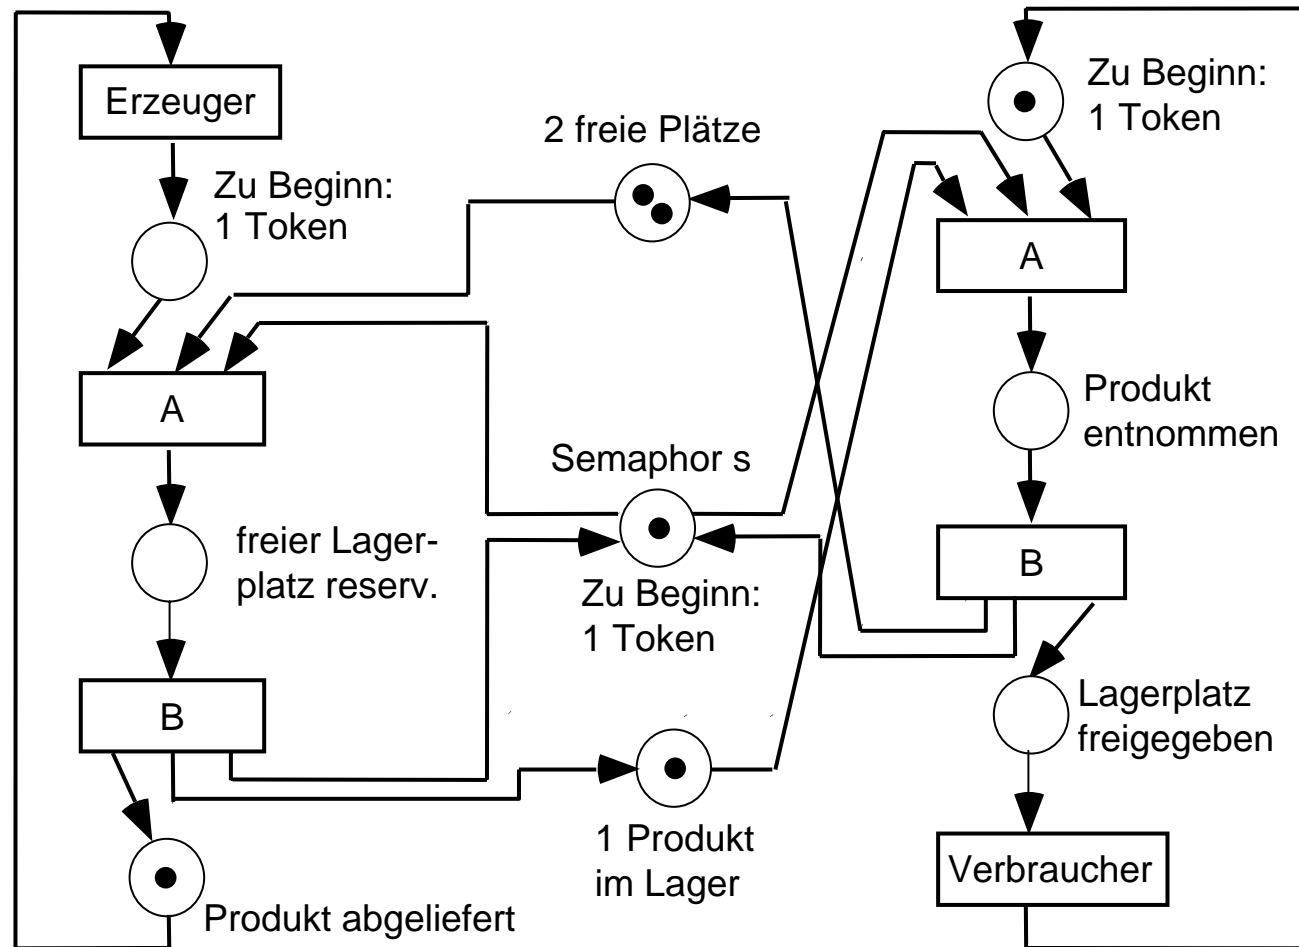 Erzeuger
Zu Beginn:
1 Token
2 freie Plätze
Zu Beginn:
1 Token
A
A
Produkt
entnommen
Semaphor s
freier Lager-
platz reserv.
Zu Beginn:
1 Token
B
B
Lagerplatz
freigegeben
1 Produkt
im Lager
Verbraucher
Produkt abgeliefert